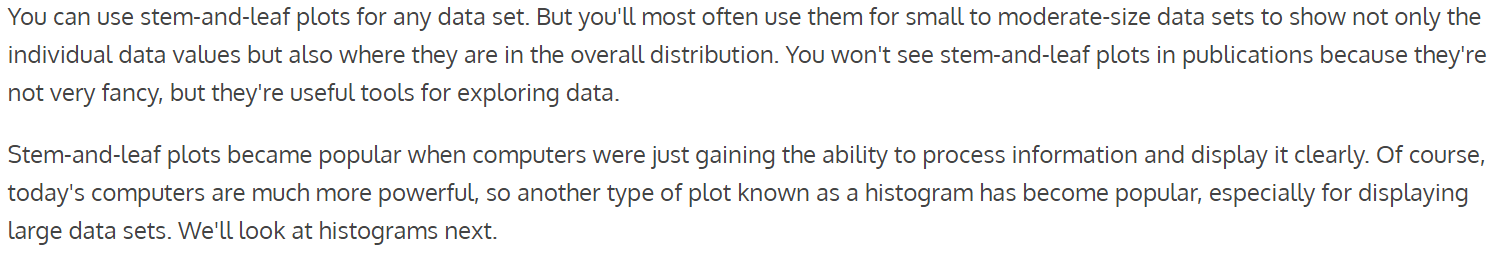 You can use stem-and-leaf plots for any data set. But you'll most often use them for small to moderate-size data sets to show not only the
individual data values but also where they are in the overall distribution. You won't see stem-and-leaf plots in publications because they're
not very fancy, but they're useful tools for exploring data.
Stem-and-leaf plots became popular when computers were just gaining the ability to process information and display it clearly. Of course,
today's computers are much more powerful, so another type of plot known as a histogram has become popular, especially for displaying
large data sets. We'll look at histograms next.